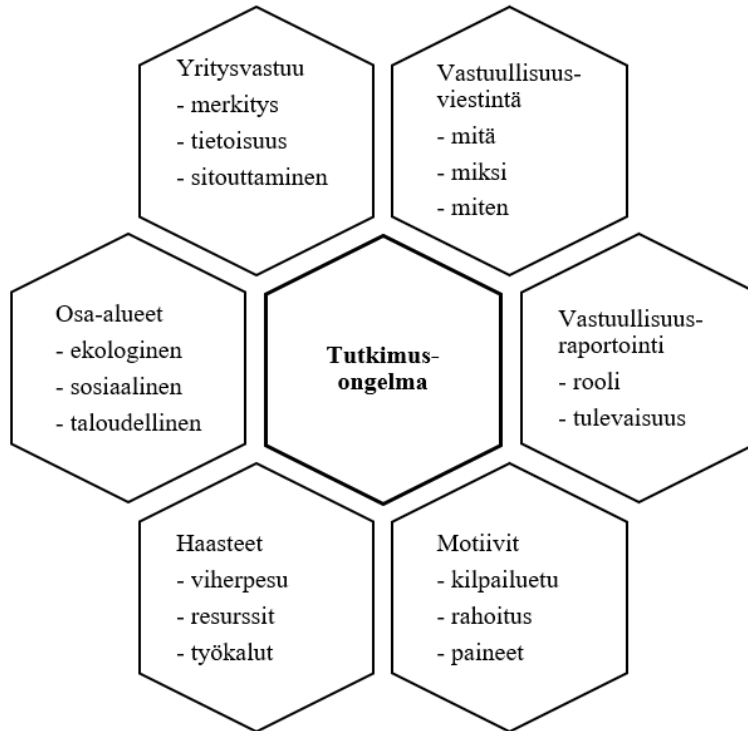 Yritysvastuu
- merkitys
- tietoisuus
- sitouttaminen
Vastuullisuus-
viestintä
- mitä
- miksi
- miten
Osa-alueet
- ekologinen
- sosiaalinen
- taloudellinen
Tutkimus-
ongelma
Vastuullisuus-
raportointi
- rooli
- tulevaisuus
Haasteet
- viherpesu
- resurssit
- työkalut
Motiivit
- kilpailuetu
- rahoitus
- paineet